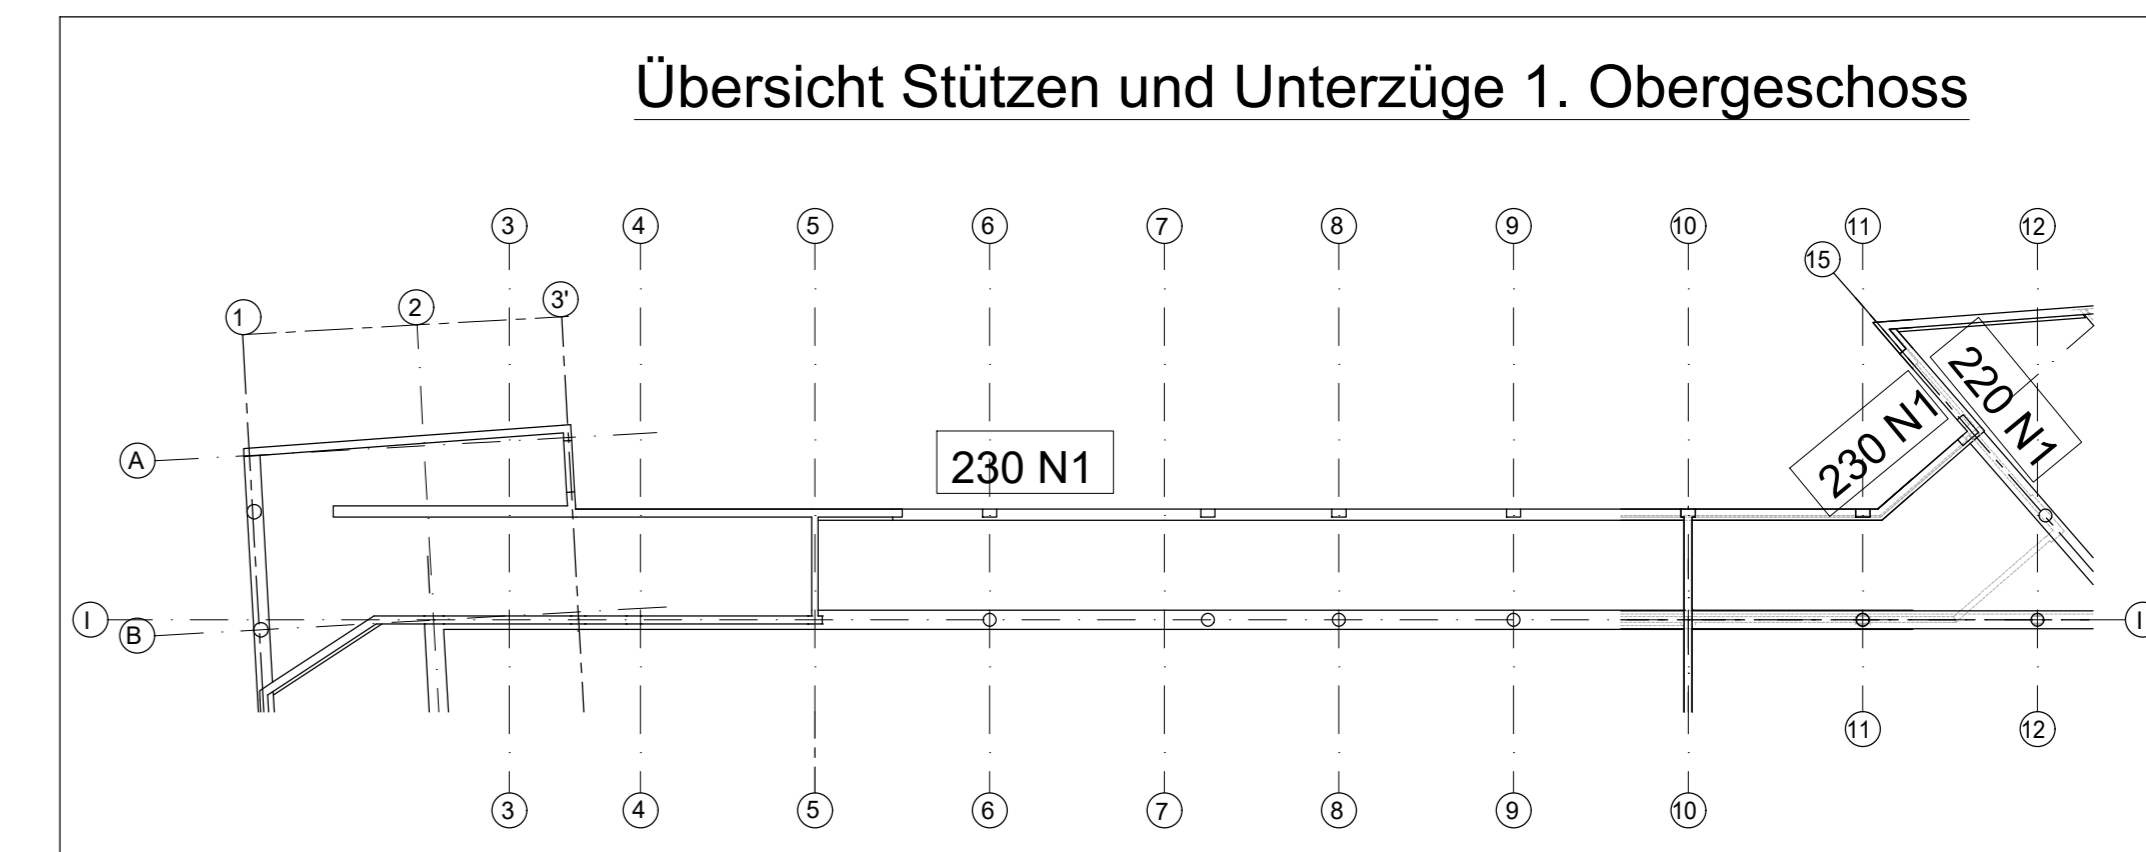 Übersicht Stützen und Unterzüge 1. Obergeschoss
3 4 5 6 7 8 9 10 11 12
15
1 2 3'
A
230 N1
230 N1
220 N1
I
B
I
11 12
3 4 5 6 7 8 9 10